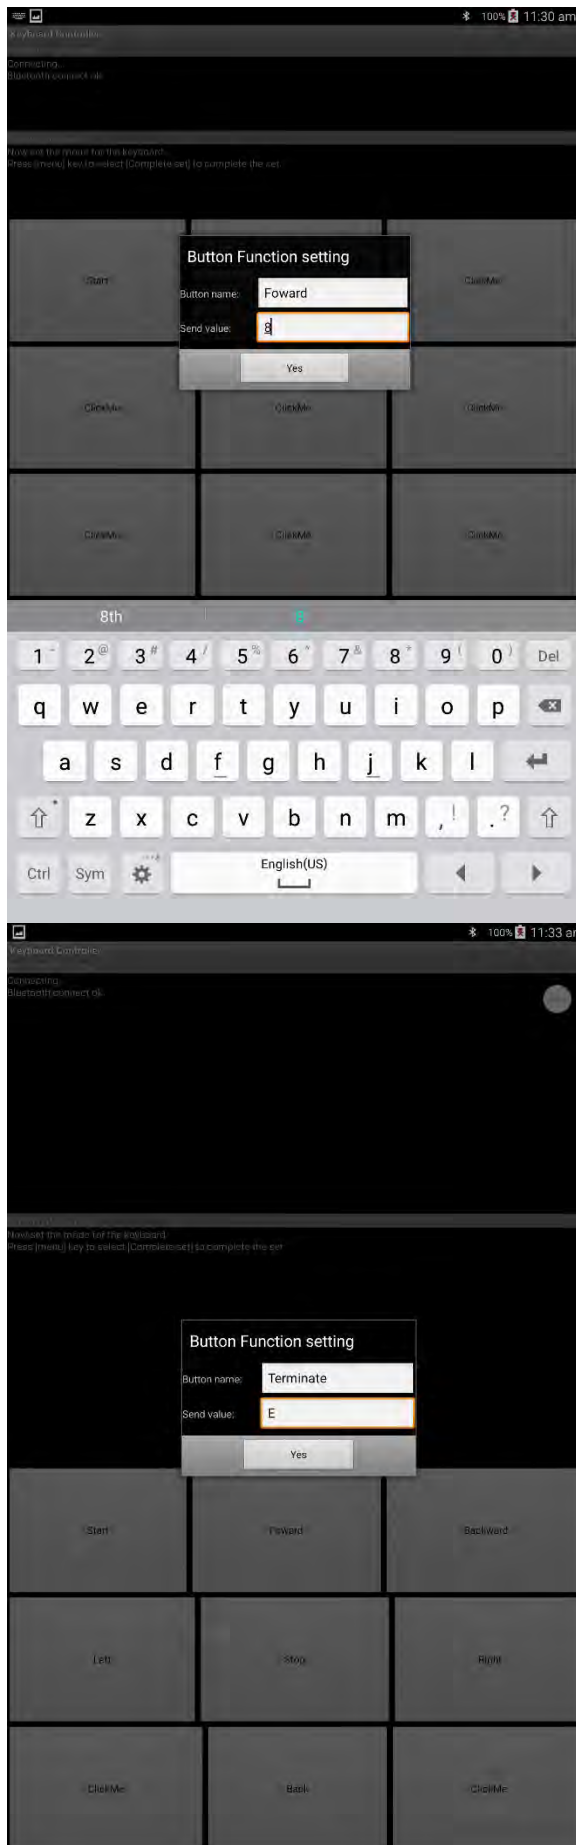 100% 11:30 am
Keyboard Controller
Connecting...
Bluetooth connect ok
Now set the mode for the keyboard
Press [menu] key to select [Complete set] to complete the set
Button Function setting
Button name: Foward
Send value: 8
Yes
Start ClickMe
ClickMe ClickMe ClickMe
ClickMe ClickMe ClickMe
8th 8
1 - 2 @ 3 # 4 / 5 % 6 ^ 7 & 8 * 9 ( 0 ) Del
q w e r t y u i o p
a s d f g h j k l
z x c v b n m , ! . ?
Ctrl Sym English(US)
100% 11:33 am
Keyboard Controlle
Connecting...
Bluetooth connect ok
Now set the mode for the keyboard
Press [menu] key to select [Complete set] to complete the set
Button Function setting
Button name: Terminate
Send value: E
Yes
Start Foward Backward
Left Stop Right
ClickMe Back ClickMe